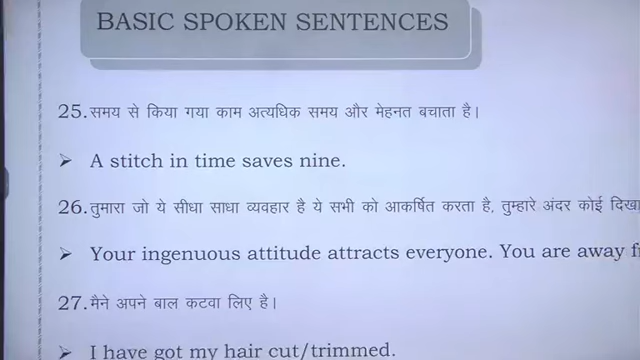 BASIC SPOKEN SENTENCES
25. समय से किया गया काम अत्यधिक समय और मेहनत बचाता है।
➢ A stitch in time saves nine.
26. तुमारा जो ये सीधा साधा व्यवहार है ये सभी को आकर्षित करता है, तुम्हारे अंदर कोई
➢ Your ingenuous attitude attracts everyone. You are away
27. मैने अपने बाल कटवा लिए है।
➢ I have got my hair cut/trimmed.